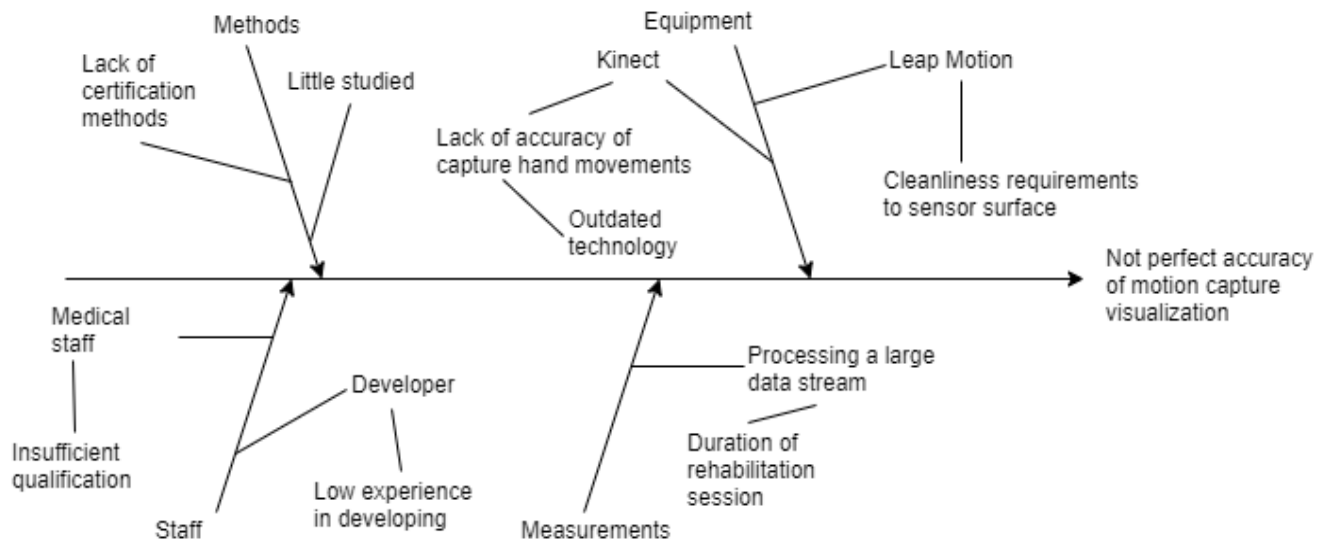 Methods
Equipment
Lack of
certification
methods
Little studied
Kinect
Leap Motion
Lack of accuracy of
capture hand movements
Cleanliness requirements
to sensor surface
Outdated
technology
Not perfect accuracy
of motion capture
visualization
Medical
staff
Developer
Processing a large
data stream
Insufficient
qualification
Duration of
rehabilitation
session
Low experience
in developing
Staff
Measurements